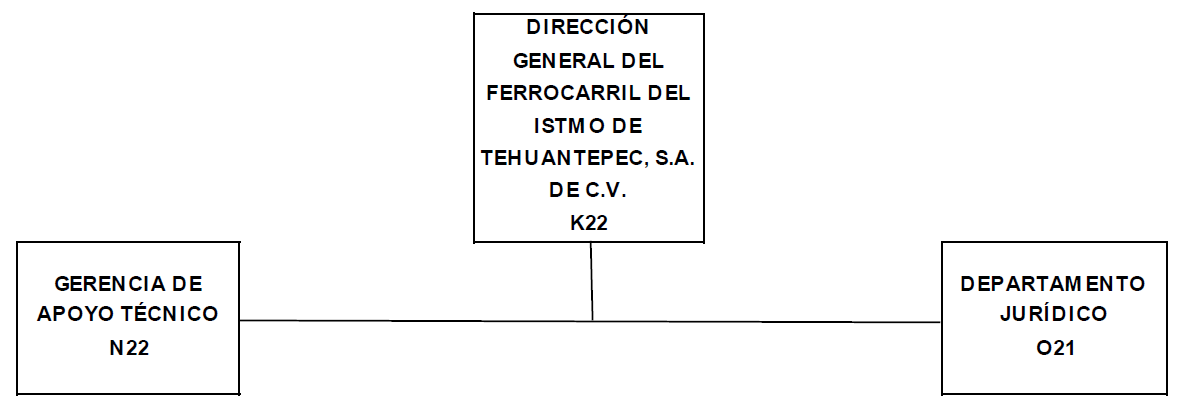 DIRECCIÓN
GENERAL DEL
FERROCARRIL DEL
ISTMO DE
TEHUANTEPEC, S.A.
DE C.V.
K22
GERENCIA DE
APOYO TÉCNICO
N22
DEPARTAMENTO
JURÍDICO
O21